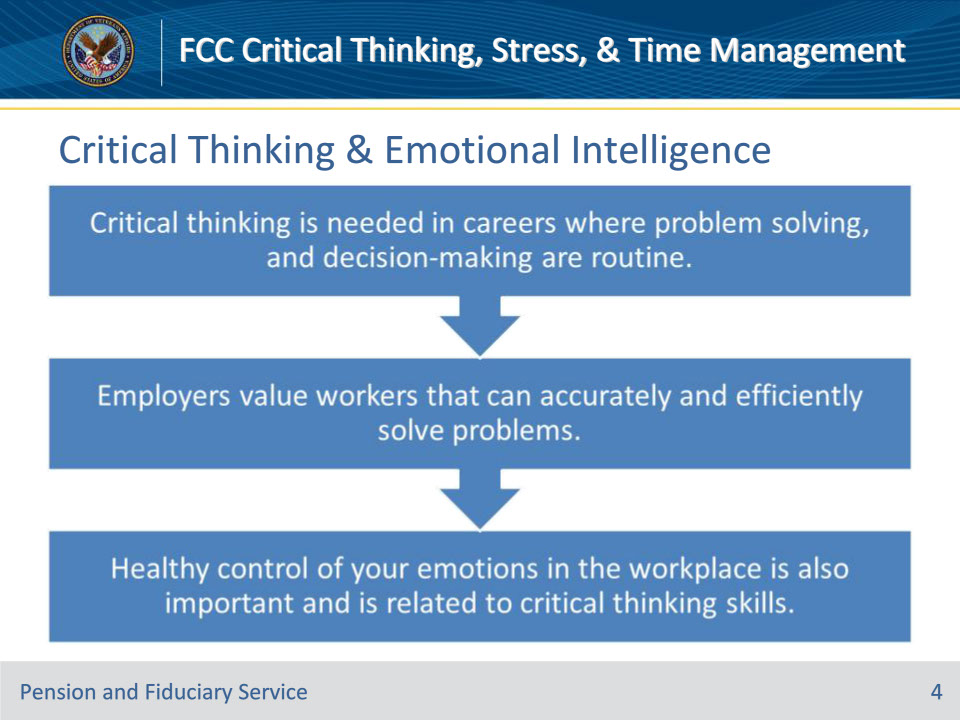 FCC Critical Thinking, Stress, & Time Management
Critical Thinking & Emotional Intelligence
Critical thinking is needed in careers where problem solving,
and decision-making are routine.
Employers value workers that can accurately and efficiently
solve problems.
Healthy control of your emotions in the workplace is also
important and is related to critical thinking skills.
Pension and Fiduciary Service
4